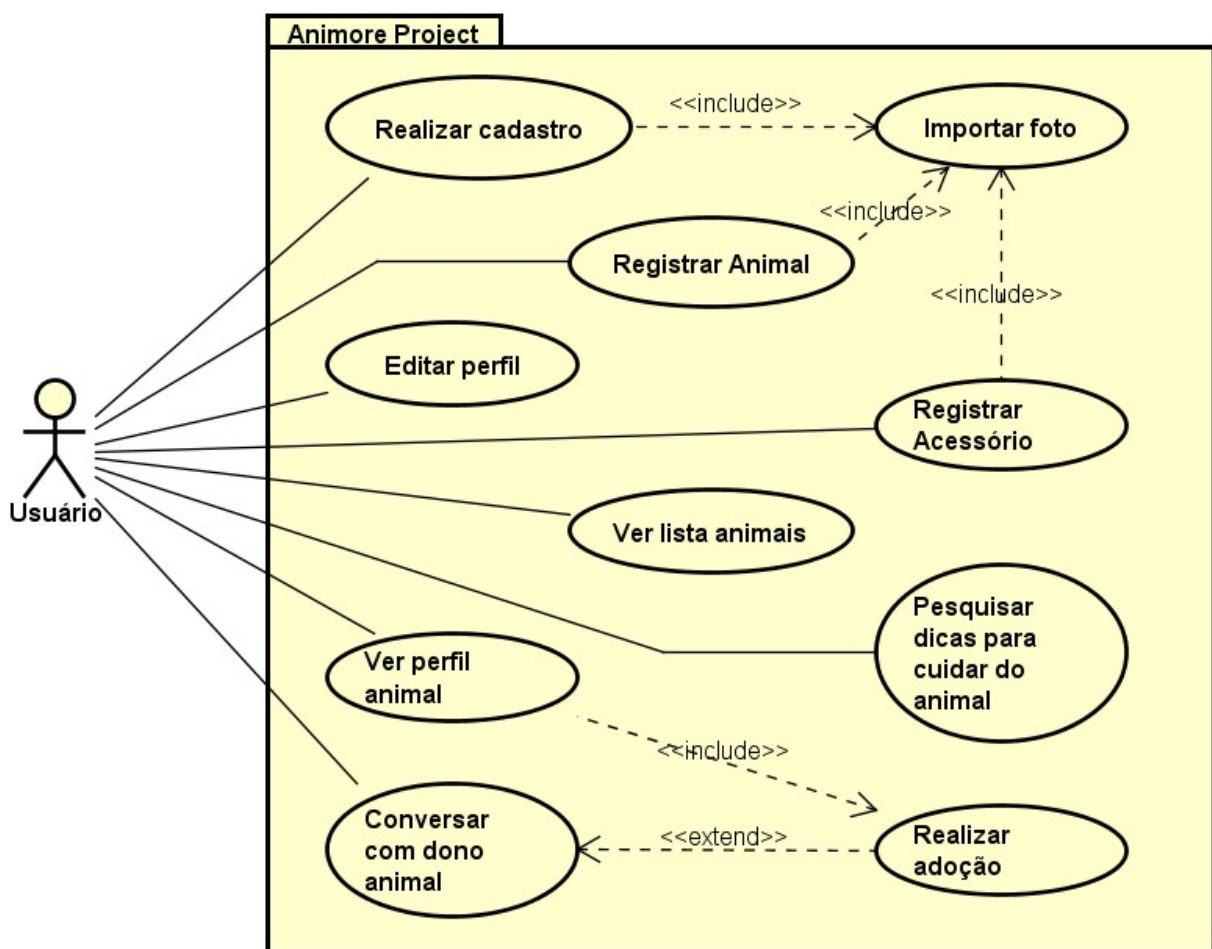 Animore Project
Realizar cadastro
<<include>>
Importar foto
<<include>>
Registrar Animal
<<include>>
Editar perfil
Registrar
Acessório
Usuário
Ver lista animais
Pesquisar
dicas para
cuidar do
animal
Ver perfil
animal
<<include>>
Conversar
com dono
animal
<<extend>>
Realizar
adoção